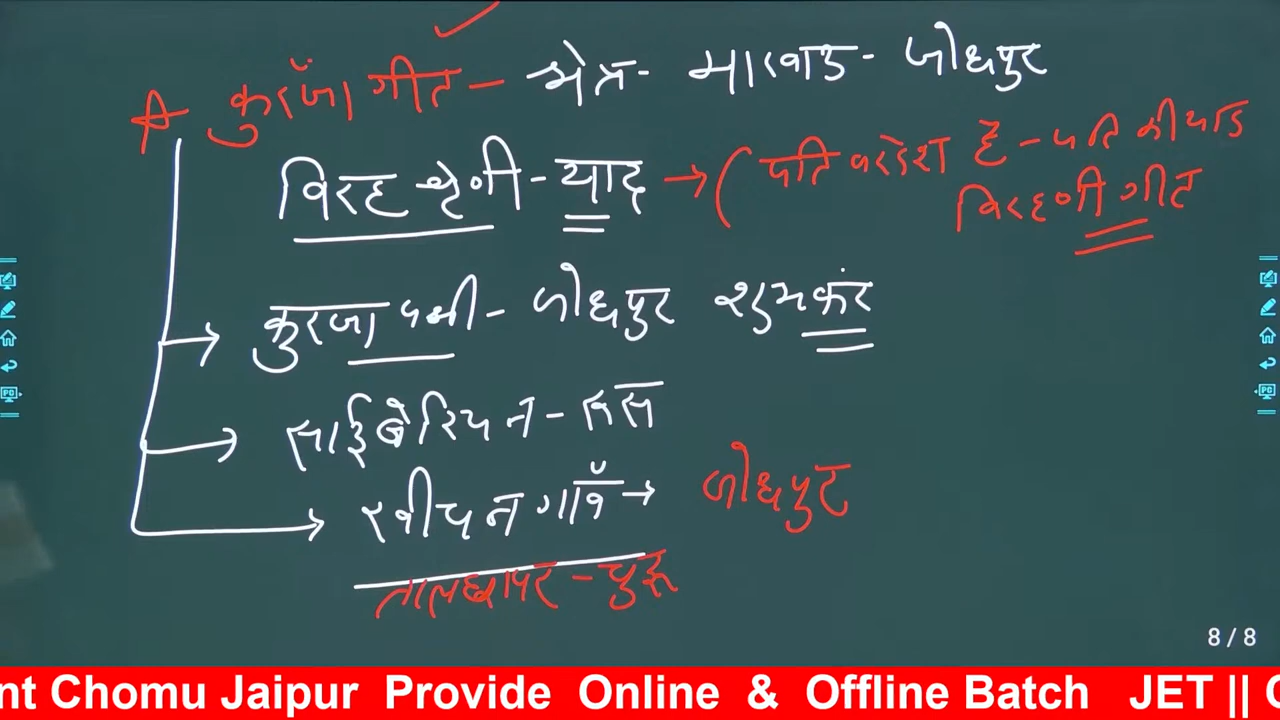 A कुरजाँ गीत - क्षेत्र - मारवाड - जोधपुर
विरह श्रेणी - याद → ( पति परदेश है - पति की याद
विरहणी गीत
→ कुरजा पक्षी - जोधपुर शुभकंर
→ साईबेरियन - रुस
→ खीचन गाँव → जोधपुर
तालछापर - चुरू
8 / 8
nt Chomu Jaipur Provide Online & Offline Batch JET ||